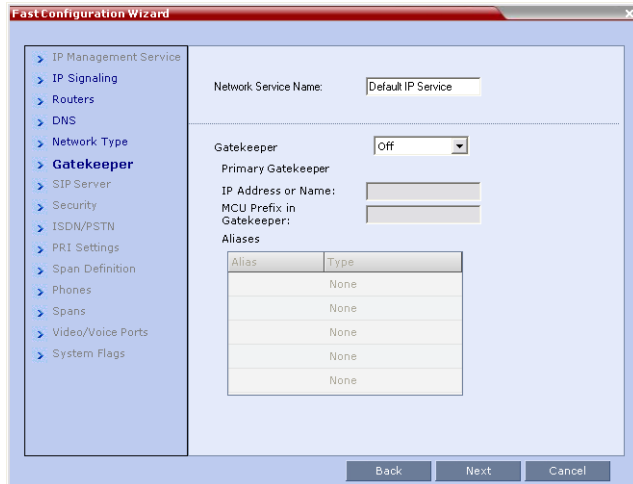 Fast Configuration Wizard
IP Management Service
IP Signaling
Routers
DNS
Network Type
Gatekeeper
SIP Server
Security
ISDN/PSTN
PRI Settings
Span Definition
Phones
Spans
Video/Voice Ports
System Flags
Network Service Name: Default IP Service
Gatekeeper Off
Primary Gatekeeper
IP Address or Name:
MCU Prefix in
Gatekeeper:
Aliases
Alias Type
None
None
None
None
None
Back Next Cancel